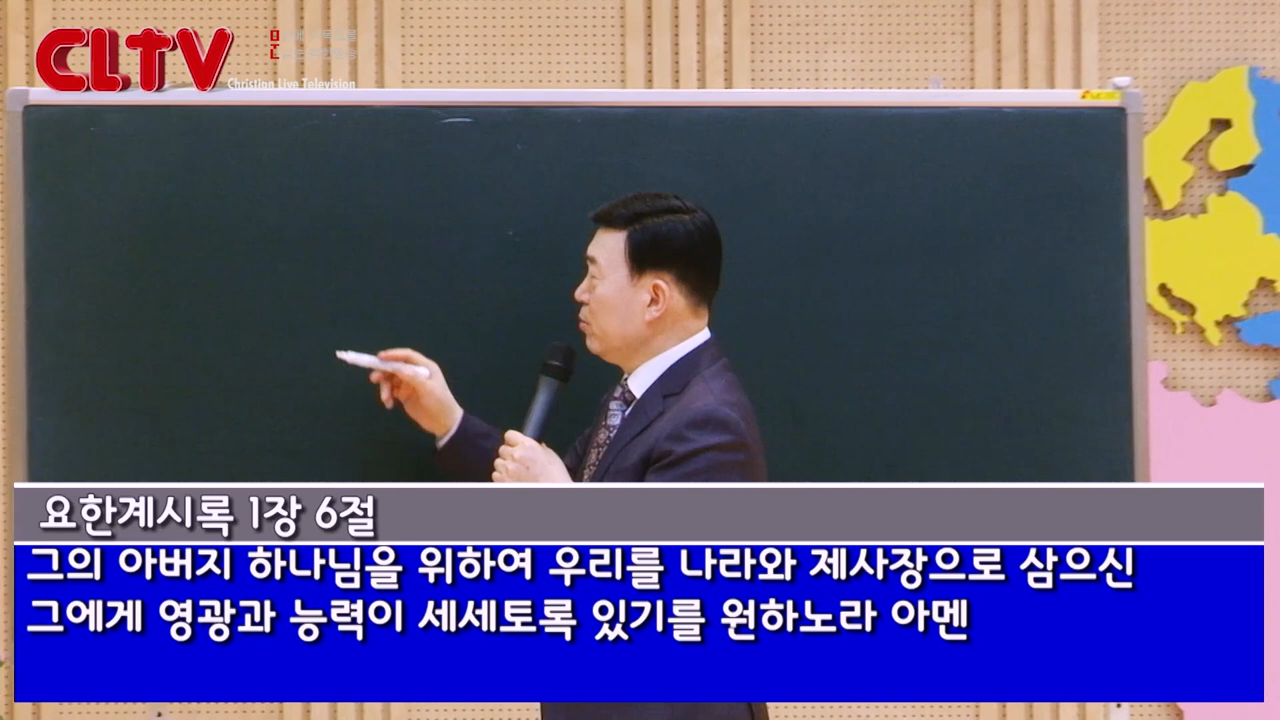 CLTV
Christian Live Television
요한계시록 1장 6절
그의 아버지 하나님을 위하여 우리를 나라와 제사장으로 삼으신
그에게 영광과 능력이 세세토록 있기를 원하노라 아멘